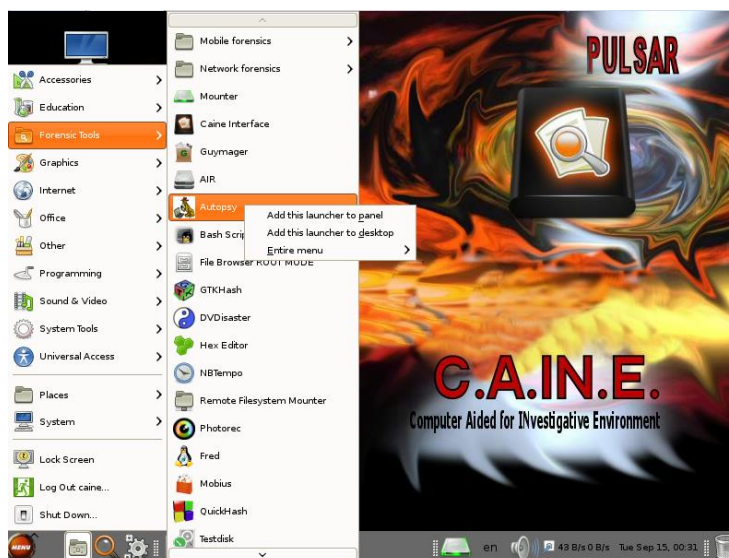 Accessories
Education
Forensic Tools
Graphics
Internet
Office
Other
Programming
Sound & Video
System Tools
Universal Access
Places
System
Lock Screen
Log Out caine...
Shut Down...
MENU
Mobile forensics
Network forensics
Mounter
Caine Interface
Guymager
AIR
Autopsy
Bash Scrip
File Browser ROOT MODE
GTKHash
DVDisaster
Hex Editor
NBTempo
Remote Filesystem Mounter
Photorec
Fred
Mobius
QuickHash
Testdisk
Add this launcher to panel
Add this launcher to desktop
Entire menu
PULSAR
C.A.IN.E.
Computer Aided for INvestigative Environment
en
43 B/s 0 B/s
Tue Sep 15, 00:31